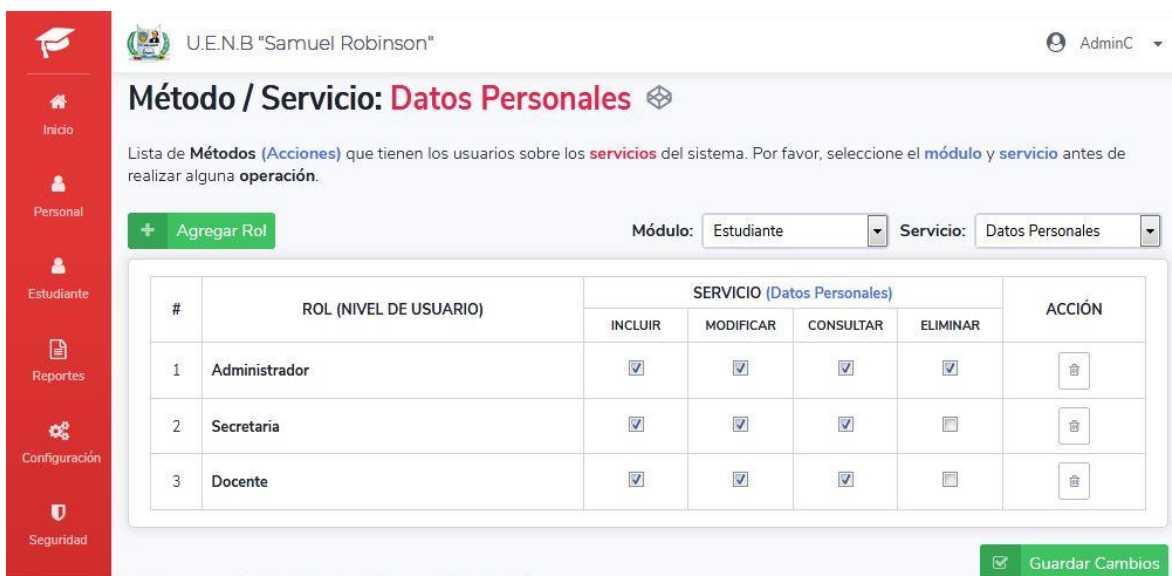 U.E.N.B "Samuel Robinson"
AdminC
Inicio
Personal
Estudiante
Reportes
Configuración
Seguridad
Método / Servicio: Datos Personales
Lista de Métodos (Acciones) que tienen los usuarios sobre los servicios del sistema. Por favor, seleccione el módulo y servicio antes de
realizar alguna operación.
+ Agregar Rol
Módulo: Estudiante Servicio: Datos Personales
# ROL (NIVEL DE USUARIO) SERVICIO (Datos Personales) ACCIÓN
INCLUIR MODIFICAR CONSULTAR ELIMINAR
1 Administrador
2 Secretaria
3 Docente
Guardar Cambios